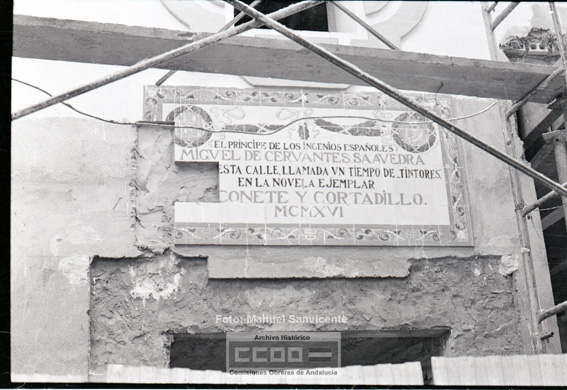 EL PRÍNCIPE DE LOS INGENIOS ESPAÑOLES
MIGVEL DE CERVANTES SAAVEDRA
ESTA CALLE, LLAMADA VN TIEMPO DE TINTORES,
EN LA NOVELA EJEMPLAR
CONETE Y CORTADILLO.
MCMXVI
Foto: Manuel Sanvicente
Archivo Histórico
CCOO
Comisiones Obreras de Andalucía